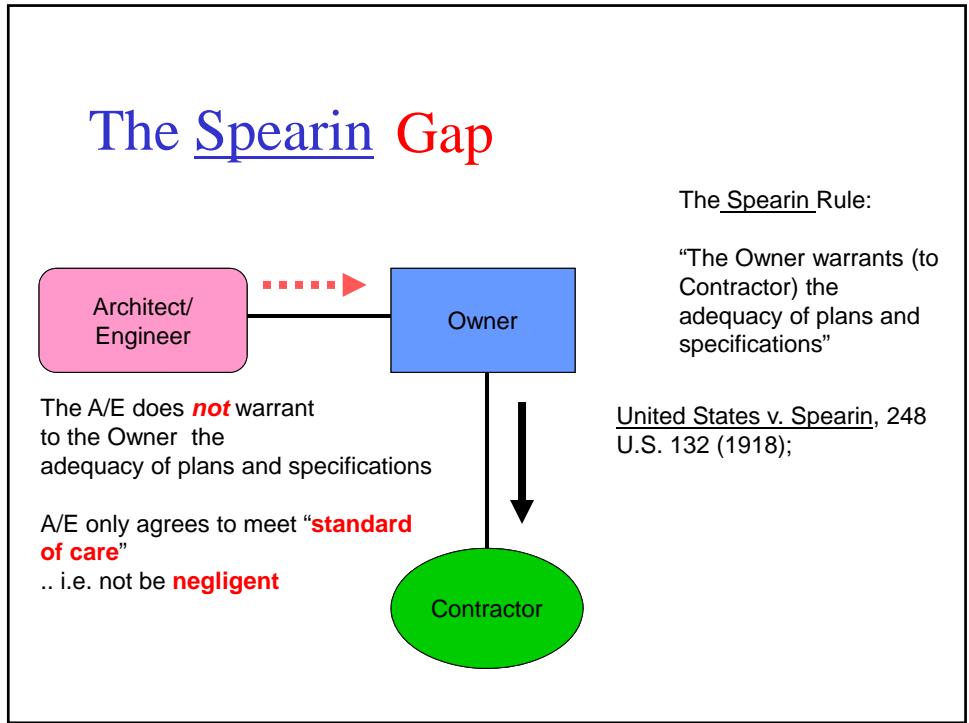 The Spearin Gap
The Spearin Rule:
“The Owner warrants (to
Contractor) the
adequacy of plans and
specifications”
Architect/
Engineer
Owner
The A/E does not warrant
to the Owner the
adequacy of plans and specifications
United States v. Spearin, 248
U.S. 132 (1918);
A/E only agrees to meet “standard
of care”
.. i.e. not be negligent
Contractor